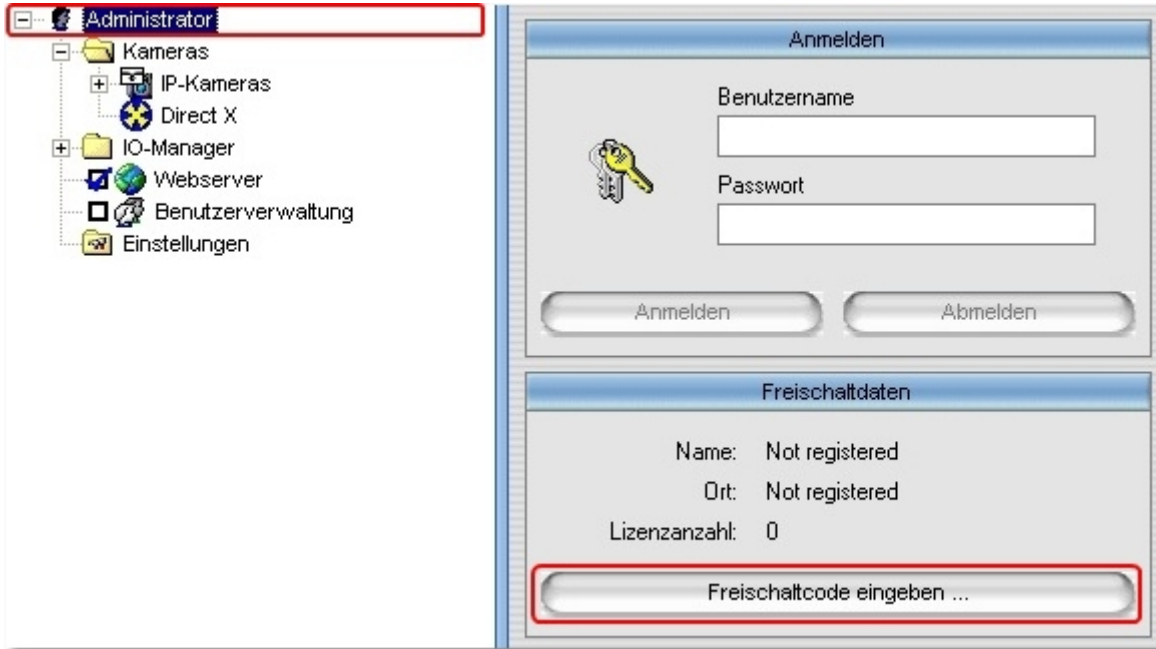 Administrator
Kameras
IP-Kameras
Direct X
IO-Manager
Webserver
Benutzerverwaltung
Einstellungen
Anmelden
Benutzername
Passwort
Anmelden Abmelden
Freischaltdaten
Name: Not registered
Ort: Not registered
Lizenzanzahl: 0
Freischaltcode eingeben ...